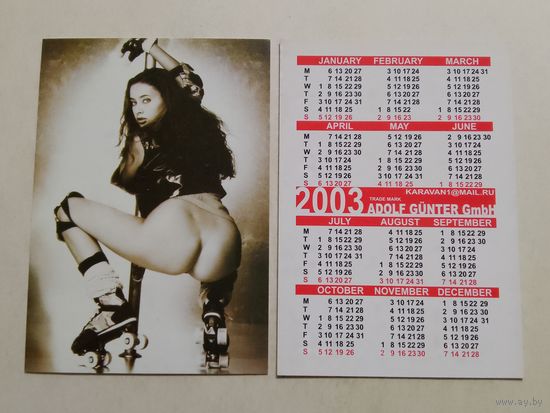 JANUARY FEBRUARY MARCH
M 6 13 20 27 3 10 17 24 3 10 17 24 31
T 7 14 21 28 4 11 18 25 4 11 18 25
W 1 8 15 22 29 5 12 19 26 5 12 19 26
T 2 9 16 23 30 6 13 20 27 6 13 20 27
F 3 10 17 24 31 7 14 21 28 7 14 21 28
S 4 11 18 25 1 8 15 22 1 8 15 22 29
S 5 12 19 26 2 9 16 23 2 9 16 23 30
APRIL MAY JUNE
M 7 14 21 28 5 12 19 26 2 9 16 23 30
T 1 8 15 22 29 6 13 20 27 3 10 17 24
W 2 9 16 23 30 7 14 21 28 4 11 18 25
T 3 10 17 24 1 8 15 22 29 5 12 19 26
F 4 11 18 25 2 9 16 23 30 6 13 20 27
S 5 12 19 26 3 10 17 24 31 7 14 21 28
S 6 13 20 27 4 11 18 25 1 8 15 22 29
KARAVAN1@MAIL.RU
2003 TRADE MARK ADOLF GÜNTER GmbH
JULY AUGUST SEPTEMBER
M 7 14 21 28 4 11 18 25 1 8 15 22 29
T 1 8 15 22 29 5 12 19 26 2 9 16 23 30
W 2 9 16 23 30 6 13 20 27 3 10 17 24
T 3 10 17 24 31 7 14 21 28 4 11 18 25
F 4 11 18 25 1 8 15 22 29 5 12 19 26
S 5 12 19 26 2 9 16 23 30 6 13 20 27
S 6 13 20 27 3 10 17 24 31 7 14 21 28
OCTOBER NOVEMBER DECEMBER
M 6 13 20 27 3 10 17 24 1 8 15 22 29
T 7 14 21 28 4 11 18 25 2 9 16 23 30
W 1 8 15 22 29 5 12 19 26 3 10 17 24 31
T 2 9 16 23 30 6 13 20 27 4 11 18 25
F 3 10 17 24 31 7 14 21 28 5 12 19 26
S 4 11 18 25 1 8 15 22 29 6 13 20 27
S 5 12 19 26 2 9 16 23 30 7 14 21 28
www.ay.by